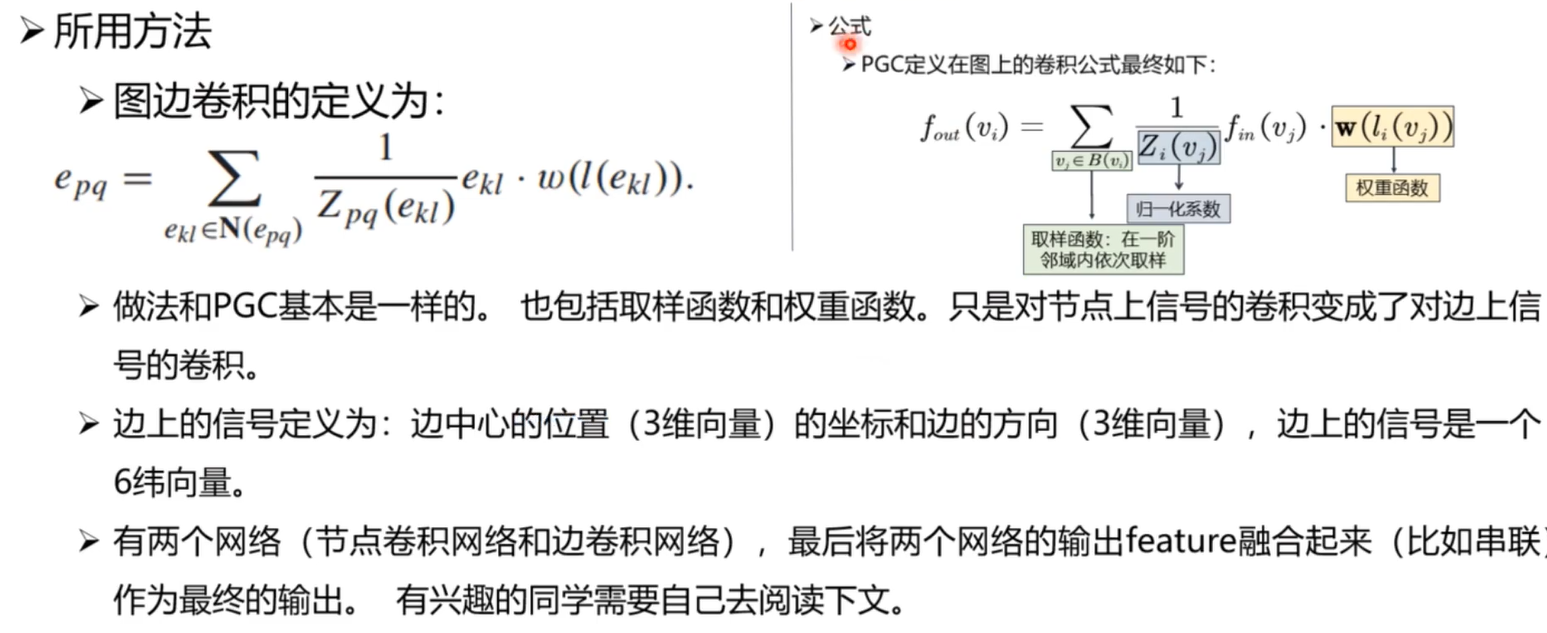 ➢所用方法
➢图边卷积的定义为：
e_{pq} = \sum_{e_{kl}∈\mathbf{N}(e_{pq})} \frac{1}{Z_{pq}(e_{kl})} e_{kl} · w(l(e_{kl})).
➢公式
➢PGC定义在图上的卷积公式最终如下：
f_{out}(v_i) = \sum_{v_j∈B(v_i)} \frac{1}{Z_i(v_j)} f_{in}(v_j) · \mathbf{w}(l_i(v_j))
权重函数
归一化系数
取样函数：在一阶
邻域内依次取样
➢做法和PGC基本是一样的。 也包括取样函数和权重函数。只是对节点上信号的卷积变成了对边上信
号的卷积。
➢边上的信号定义为：边中心的位置（3维向量）的坐标和边的方向（3维向量），边上的信号是一个
6纬向量。
➢有两个网络（节点卷积网络和边卷积网络），最后将两个网络的输出feature融合起来（比如串联）
作为最终的输出。 有兴趣的同学需要自己去阅读下文。